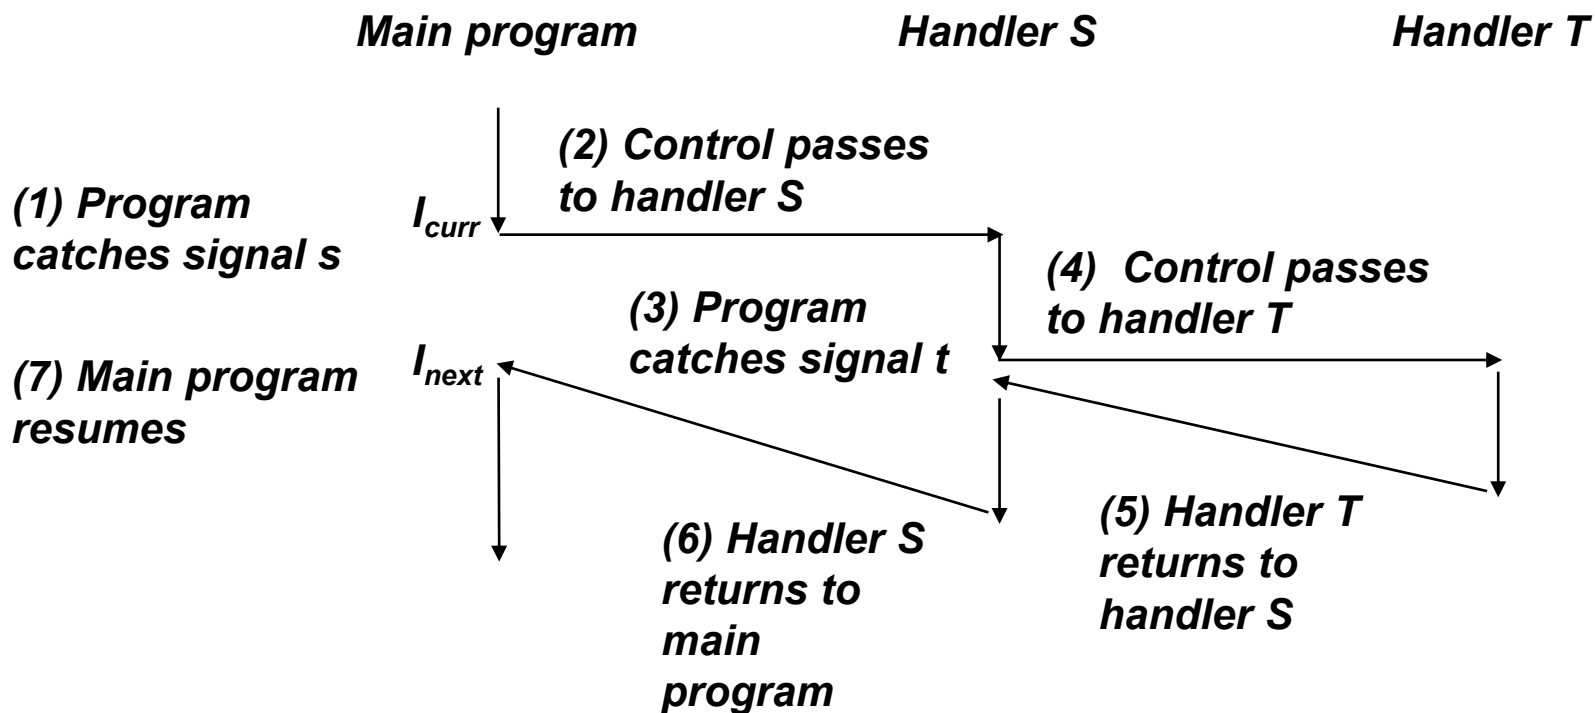 Main program
Handler S
Handler T
(1) Program
catches signal s
I_curr
(2) Control passes
to handler S
(3) Program
catches signal t
(4)  Control passes
to handler T
(5) Handler T
returns to
handler S
(6) Handler S
returns to
main
program
(7) Main program
resumes
I_next